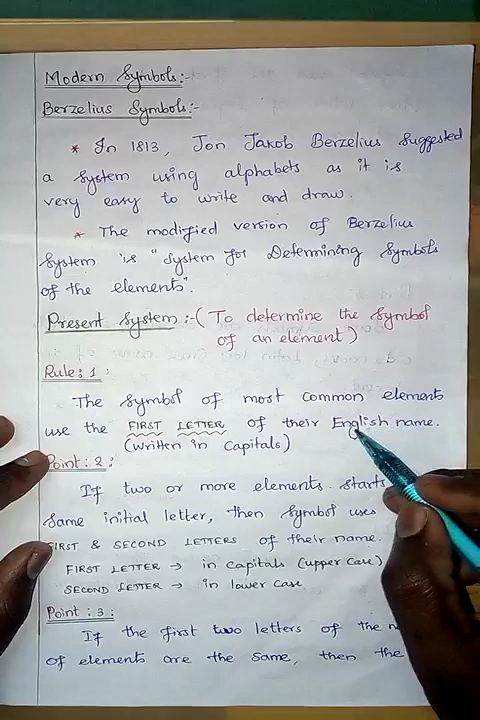 Modern Symbols:-
Berzelius Symbols:-
* In 1813, Jon Jakob Berzelius suggested
a system using alphabets as it is
very easy to write and draw.
* The modified version of Berzelius
system is "System for Determining Symbols
of the elements".
Present System:- (To determine the symbol
of an element)
Rule: 1:
The symbol of most common elements
use the FIRST LETTER of their English name.
(written in capitals)
Point: 2:
If two or more elements starts
same initial letter, then symbol uses
FIRST & SECOND LETTERS of their name.
FIRST LETTER → in capitals (upper case)
SECOND LETTER → in lower case
Point: 3:
If the first two letters of the
of elements are the same, then the